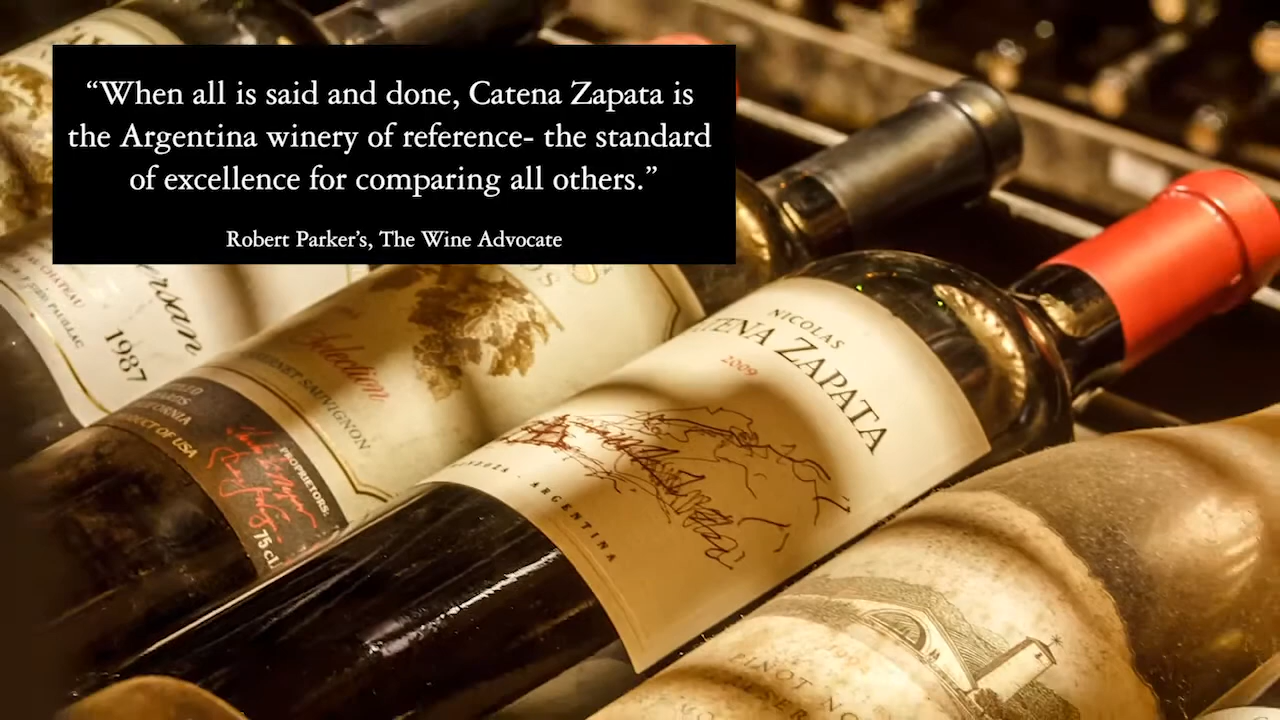 “When all is said and done, Catena Zapata is
the Argentina winery of reference- the standard
of excellence for comparing all others.”
Robert Parker’s, The Wine Advocate
1987
Selection
CABERNET SAUVIGNON
PRODUCT OF USA
PROPRIETORS:
75 cl
NICOLAS
CATENA ZAPATA
2009
ARGENTINA
PINOT